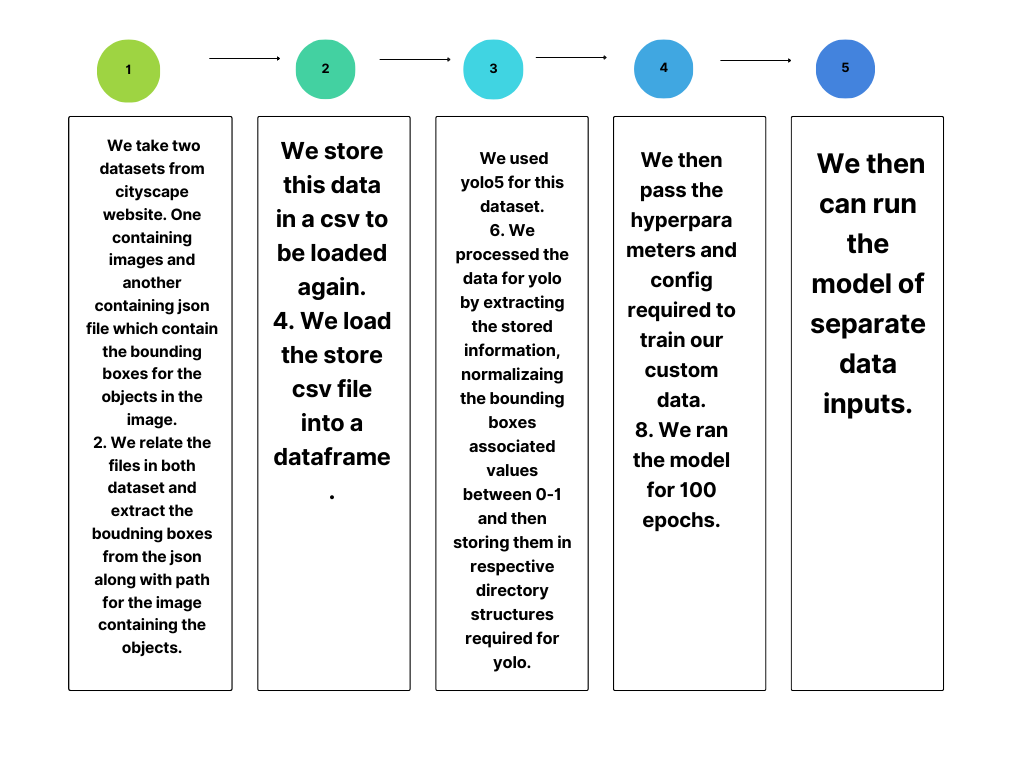 1
2
3
4
5
We take two
datasets from
cityscape
website. One
containing
images and
another
containing json
file which contain
the bounding
boxes for the
objects in the
image.
2. We relate the
files in both
dataset and
extract the
boudning boxes
from the json
along with path
for the image
containing the
objects.
We store
this data
in a csv to
be loaded
again.
4. We load
the store
csv file
into a
dataframe
.
We used
yolo5 for this
dataset.
6. We
processed the
data for yolo
by extracting
the stored
information,
normalizaing
the bounding
boxes
associated
values
between 0-1
and then
storing them in
respective
directory
structures
required for
yolo.
We then
pass the
hyperpara
meters and
config
required to
train our
custom
data.
8. We ran
the model
for 100
epochs.
We then
can run
the
model of
separate
data
inputs.